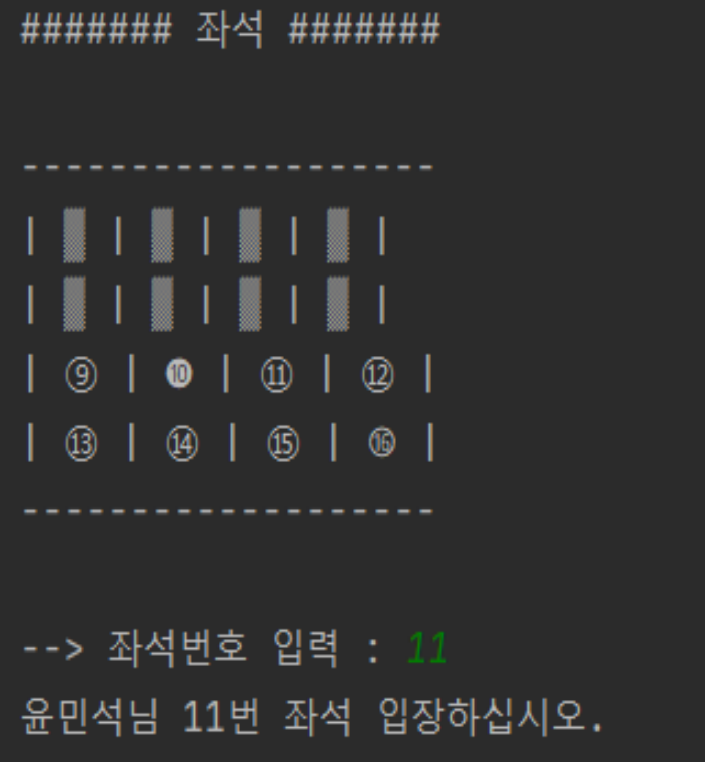 ####### 좌석 #######
-------------------
| ▒ | ▒ | ▒ | ▒ |
| ▒ | ▒ | ▒ | ▒ |
| ⑨ | ❿ | ⑪ | ⑫ |
| ⑬ | ⑭ | ⑮ | ⑯ |
-------------------
--> 좌석번호 입력 : 11
윤민석님 11번 좌석 입장하십시오.